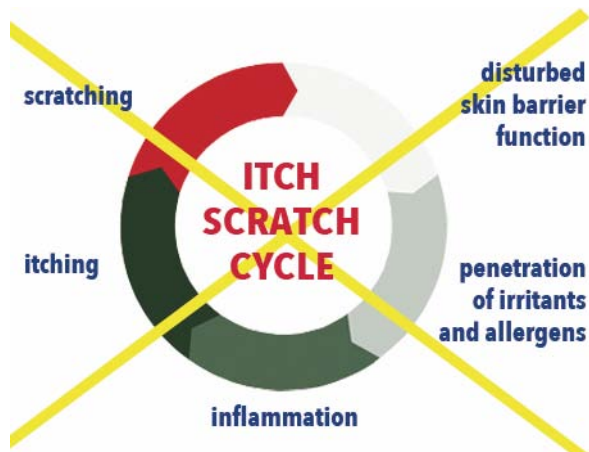 scratching
disturbed
skin barrier
function
ITCH
SCRATCH
CYCLE
itching
penetration
of irritants
and allergens
inflammation